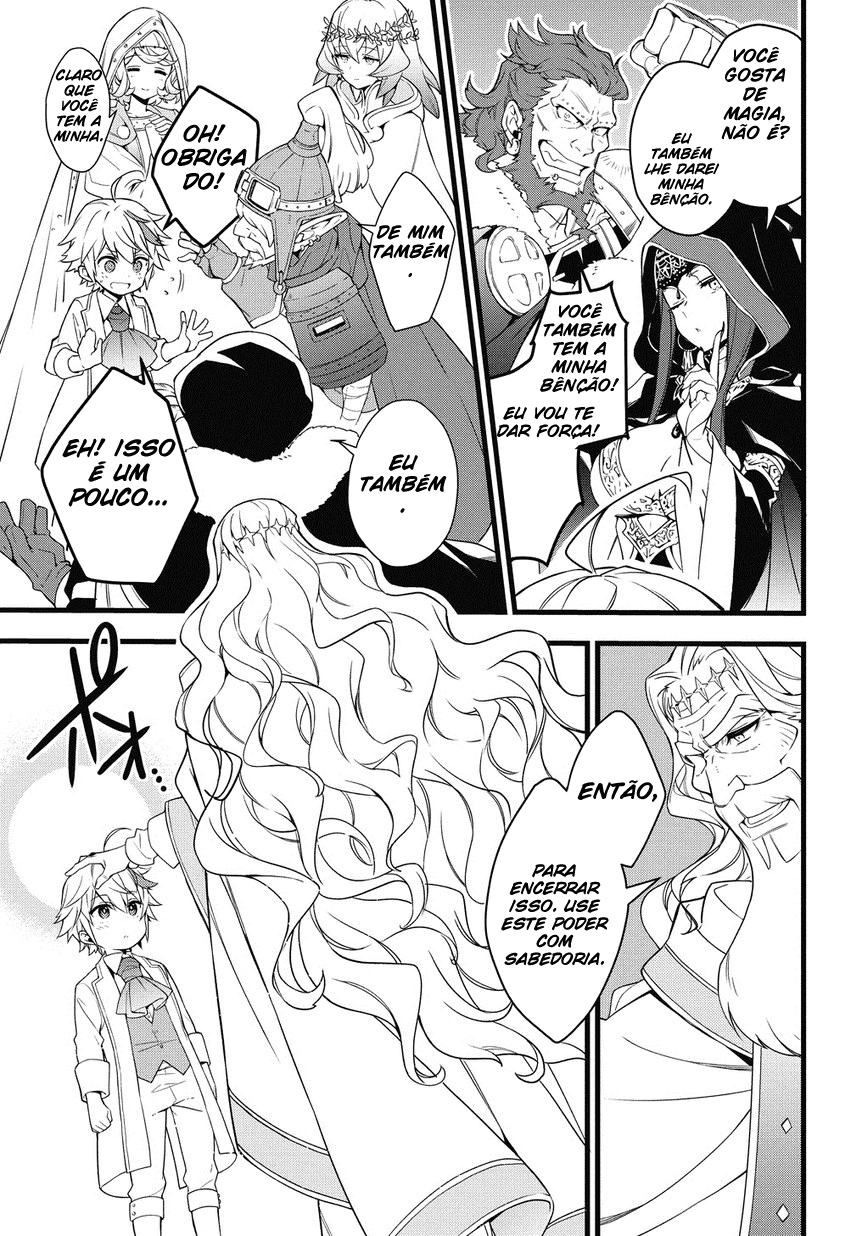 VOCÊ
GOSTA
DE
MAGIA,
NÃO É?
EU
TAMBÉM
LHE DAREI
MINHA
BÊNÇÃO.
VOCÊ
TAMBÉM
TEM A
MINHA
BÊNÇÃO!
EU VOU TE
DAR FORÇA!
CLARO
QUE VOCÊ
TEM A
MINHA.
OH!
OBRIGA
DO!
DE MIM
TAMBÉM
.
EU
TAMBÉM
.
EH! ISSO
É UM
POUCO...
ENTÃO,
PARA
ENCERRAR
ISSO. USE
ESTE PODER
COM
SABEDORIA.
ポオ...